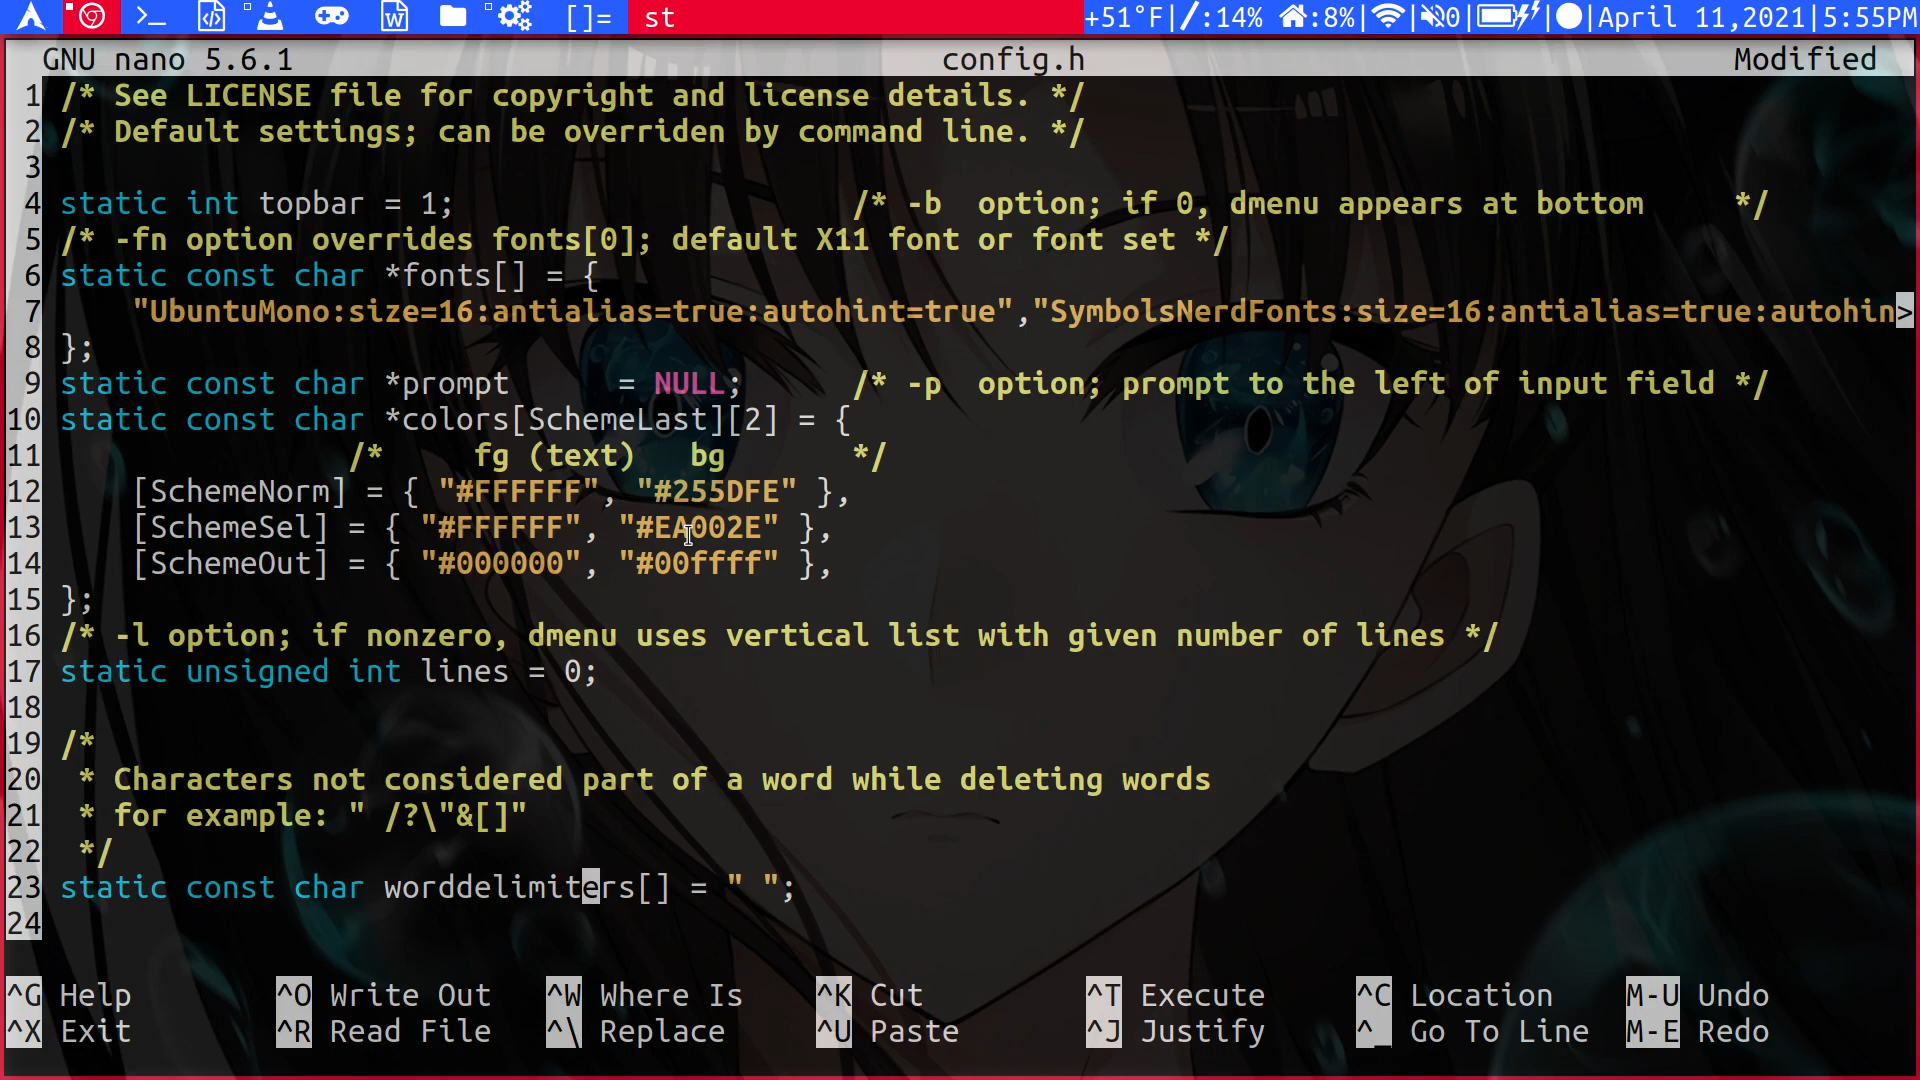 []= st +51°F|/:14% :8%| | 0| | |April 11,2021|5:55PM
GNU nano 5.6.1 config.h Modified
1 /* See LICENSE file for copyright and license details. */
2 /* Default settings; can be overriden by command line. */
3
4 static int topbar = 1; /* -b  option; if 0, dmenu appears at bottom */
5 /* -fn option overrides fonts[0]; default X11 font or font set */
6 static const char *fonts[] = {
7 "UbuntuMono:size=16:antialias=true:autohint=true","SymbolsNerdFonts:size=16:antialias=true:autohin>
8 };
9 static const char *prompt = NULL; /* -p  option; prompt to the left of input field */
10 static const char *colors[SchemeLast][2] = {
11 /* fg (text) bg */
12 [SchemeNorm] = { "#FFFFFF", "#255DFE" },
13 [SchemeSel] = { "#FFFFFF", "#EA002E" },
14 [SchemeOut] = { "#000000", "#00ffff" },
15 };
16 /* -l option; if nonzero, dmenu uses vertical list with given number of lines */
17 static unsigned int lines = 0;
18
19 /*
20 * Characters not considered part of a word while deleting words
21 * for example: " /?\"&[]"
22 */
23 static const char worddelimiters[] = " ";
24
^G Help ^O Write Out ^W Where Is ^K Cut ^T Execute ^C Location M-U Undo
^X Exit ^R Read File ^\ Replace ^U Paste ^J Justify ^_ Go To Line M-E Redo